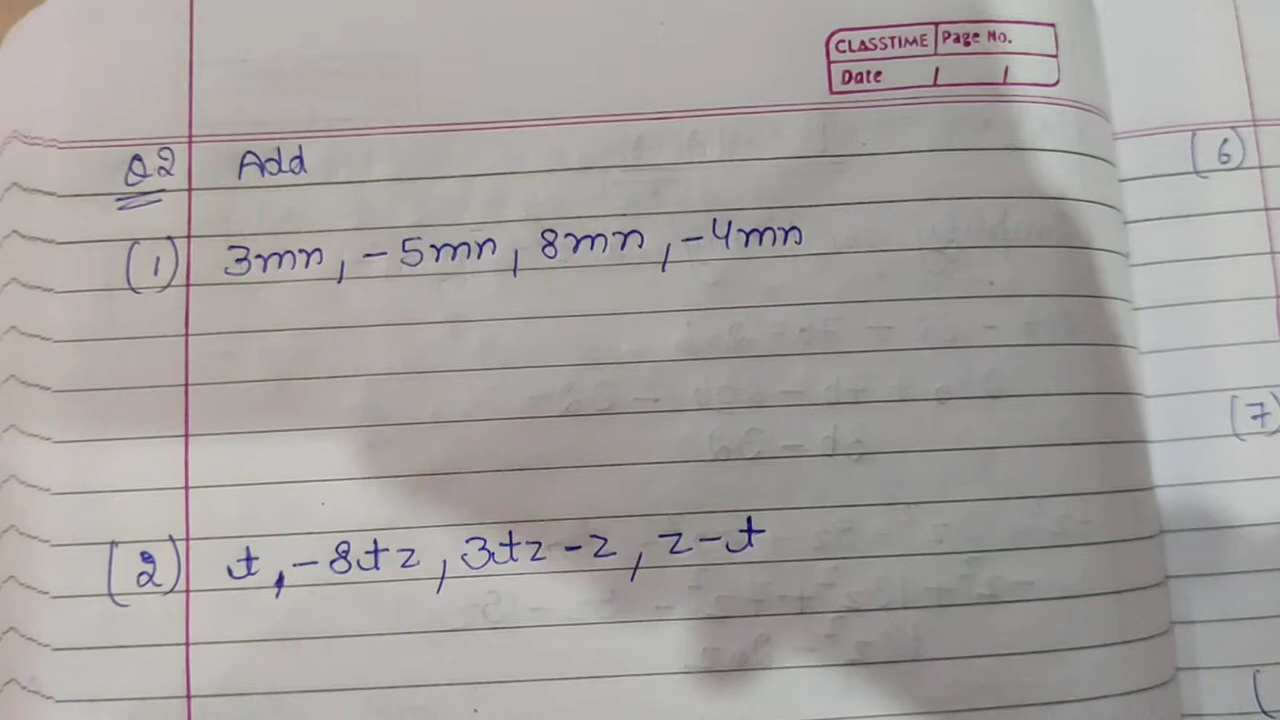 CLASSTIME Page No.
Date / /
Q2 Add
(1) 3mn, -5mn, 8mn, -4mn
(2) t, -8tz, 3tz-z, z-t
(6)
(7)